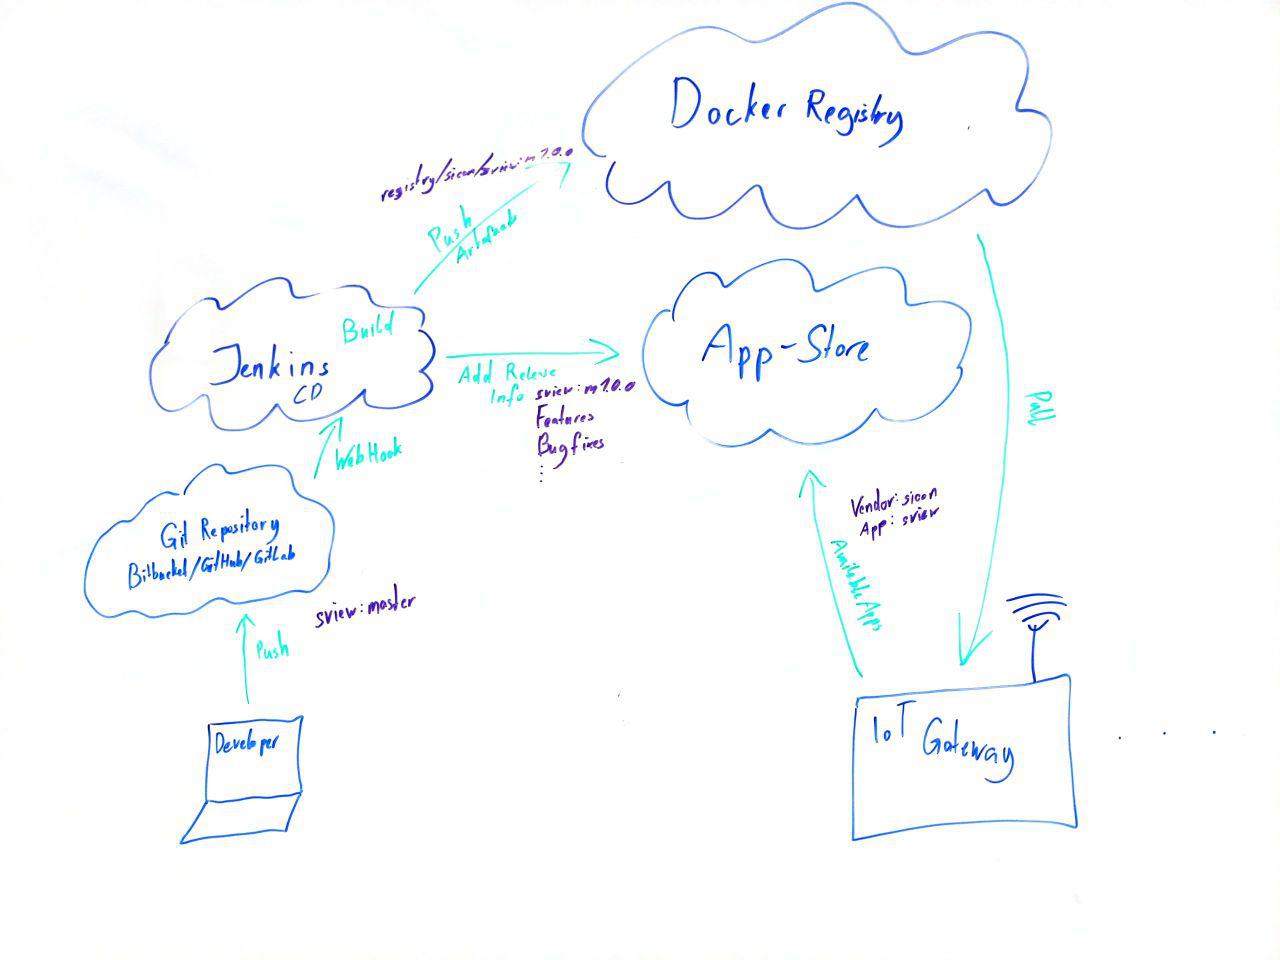 Docker Registry
registry/sicon/sview:m 1.0.0
Push
Build
Jenkins
CD
App-Store
Add Release
Info
sview:m1.0.0
Features
Bugfixes
⋮
Pull
WebHook
Git Repository
Bitbucket/GitHub/GitLab
Vendor:sicon
App:sview
Available Apps
sview:master
Push
Developer
IoT Gateway
. . .